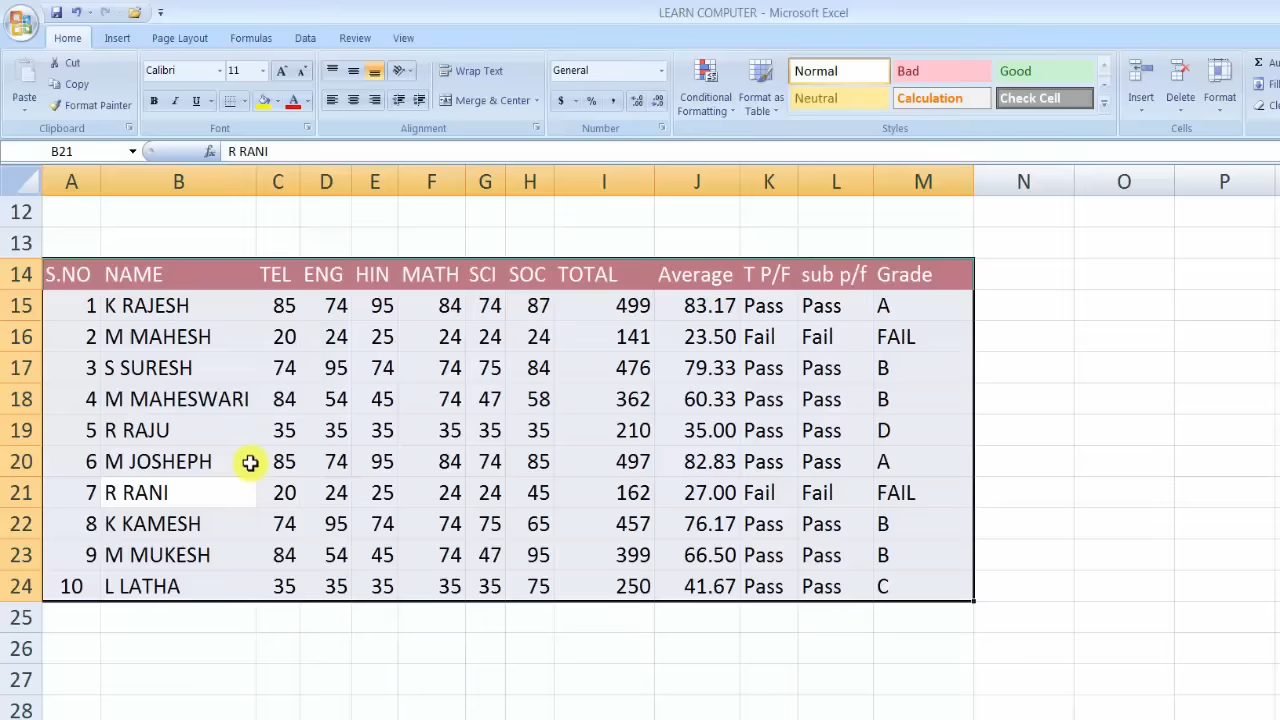 LEARN COMPUTER - Microsoft Excel
Home Insert Page Layout Formulas Data Review View
Paste Cut Copy Format Painter Clipboard
Calibri 11 A A B I U A Font
Wrap Text Merge & Center Alignment
General $ % , Number
Conditional Formatting Format as Table
Normal Bad Good
Neutral Calculation Check Cell
Styles
Insert Delete Format Cells
B21 fx R RANI
A B C D E F G H I J K L M N O P
12
13
14 S.NO NAME TEL ENG HIN MATH SCI SOC TOTAL Average T P/F sub p/f Grade
15 1 K RAJESH 85 74 95 84 74 87 499 83.17 Pass Pass A
16 2 M MAHESH 20 24 25 24 24 24 141 23.50 Fail Fail FAIL
17 3 S SURESH 74 95 74 74 75 84 476 79.33 Pass Pass B
18 4 M MAHESWARI 84 54 45 74 47 58 362 60.33 Pass Pass B
19 5 R RAJU 35 35 35 35 35 35 210 35.00 Pass Pass D
20 6 M JOSHEPH 85 74 95 84 74 85 497 82.83 Pass Pass A
21 7 R RANI 20 24 25 24 24 45 162 27.00 Fail Fail FAIL
22 8 K KAMESH 74 95 74 74 75 65 457 76.17 Pass Pass B
23 9 M MUKESH 84 54 45 74 47 95 399 66.50 Pass Pass B
24 10 L LATHA 35 35 35 35 35 75 250 41.67 Pass Pass C
25
26
27
28